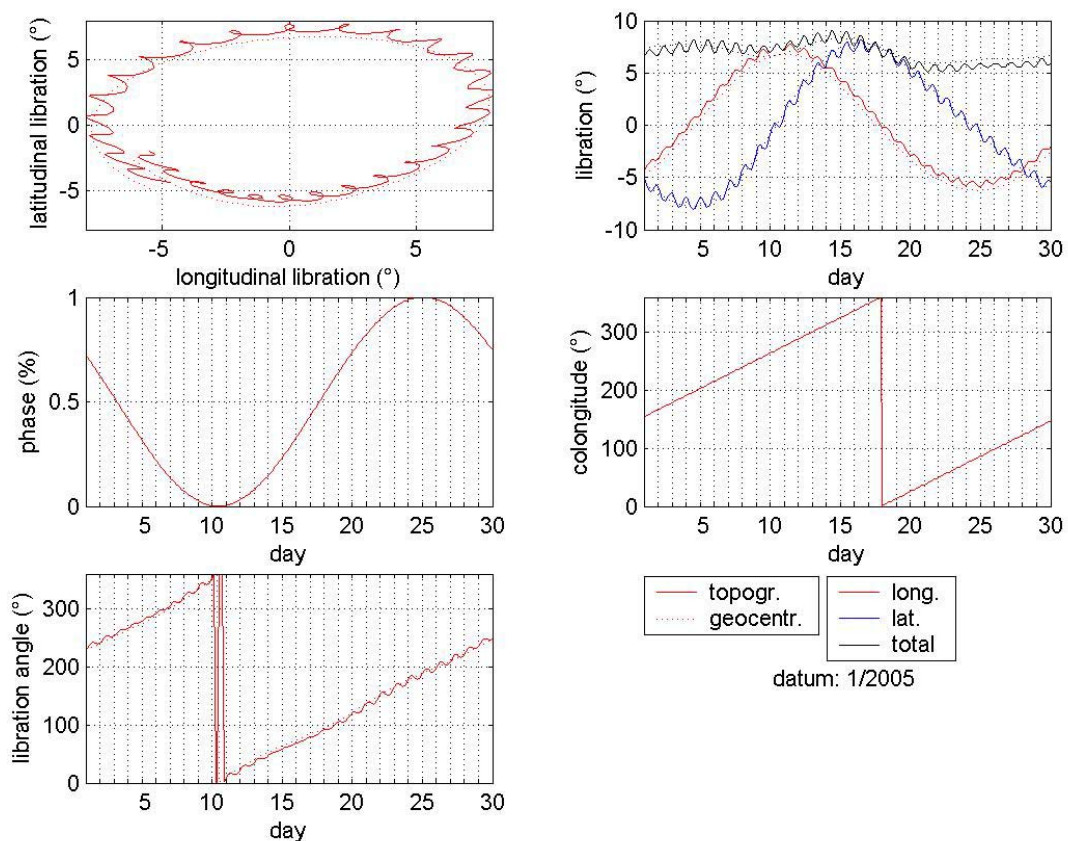 latitudinal libration (°)
5
0
-5
-5 0 5
longitudinal libration (°)
libration (°)
10
5
0
-5
-10
5 10 15 20 25 30
day
phase (%)
1
0.5
0
5 10 15 20 25 30
day
colongitude (°)
300
200
100
0
5 10 15 20 25 30
day
libration angle (°)
300
200
100
0
5 10 15 20 25 30
day
topogr.
geocentr.
long.
lat.
total
datum: 1/2005